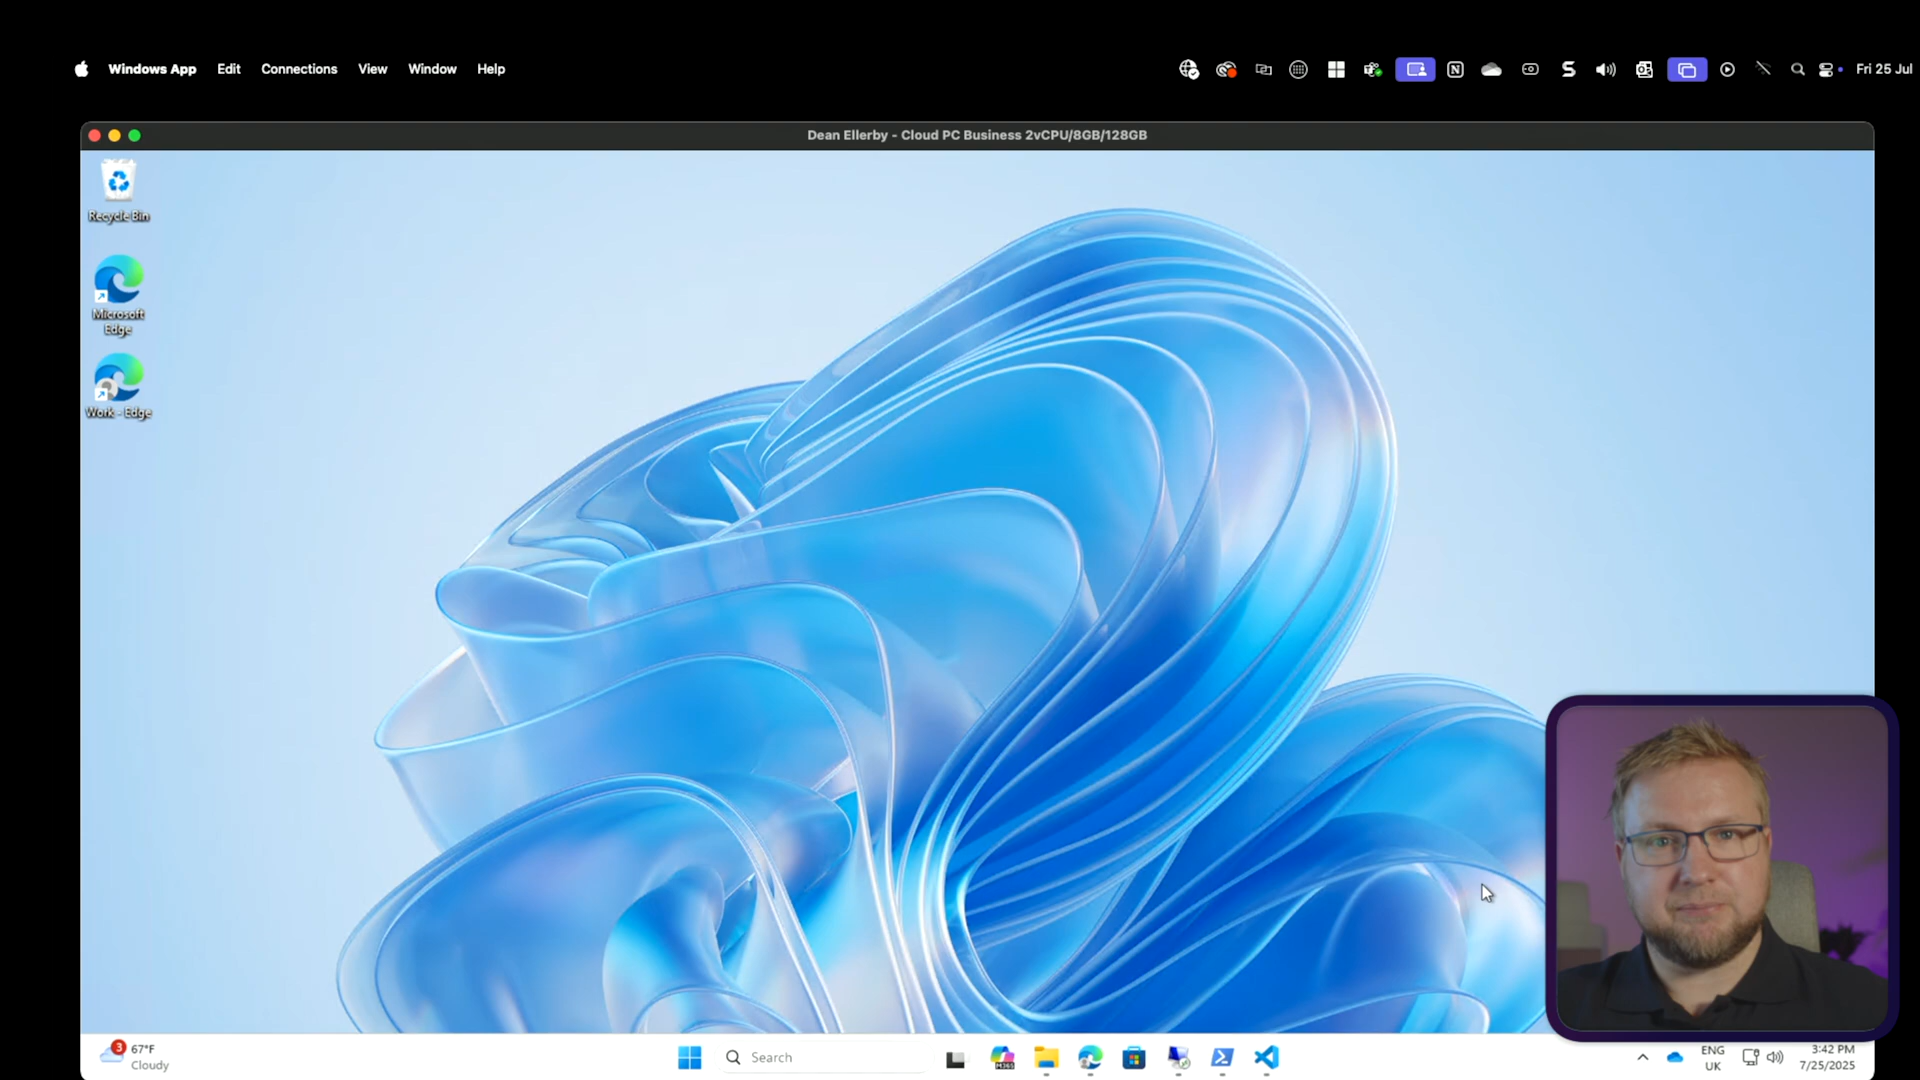 Windows App Edit Connections View Window Help
Fri 25 Jul
Dean Ellerby - Cloud PC Business 2vCPU/8GB/128GB
Recycle Bin
Microsoft
Edge
Work - Edge
3
67°F
Cloudy
Search
M365
ENG
UK
3:42 PM
7/25/2025